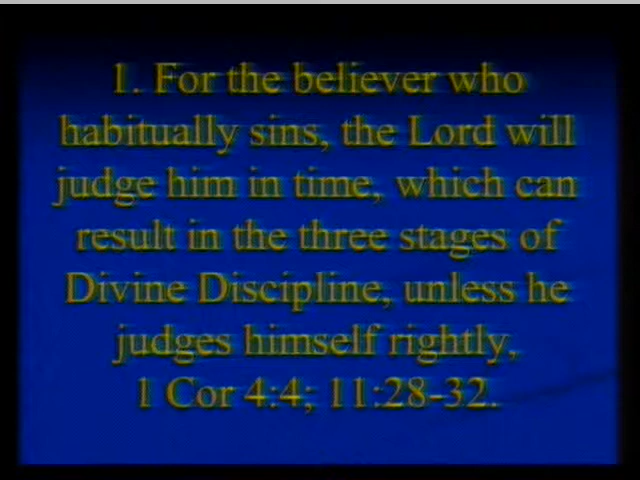 1. For the believer who
habitually sins, the Lord will
judge him in time, which can
result in the three stages of
Divine Discipline, unless he
judges himself rightly,
1 Cor 4:4; 11:28-32.